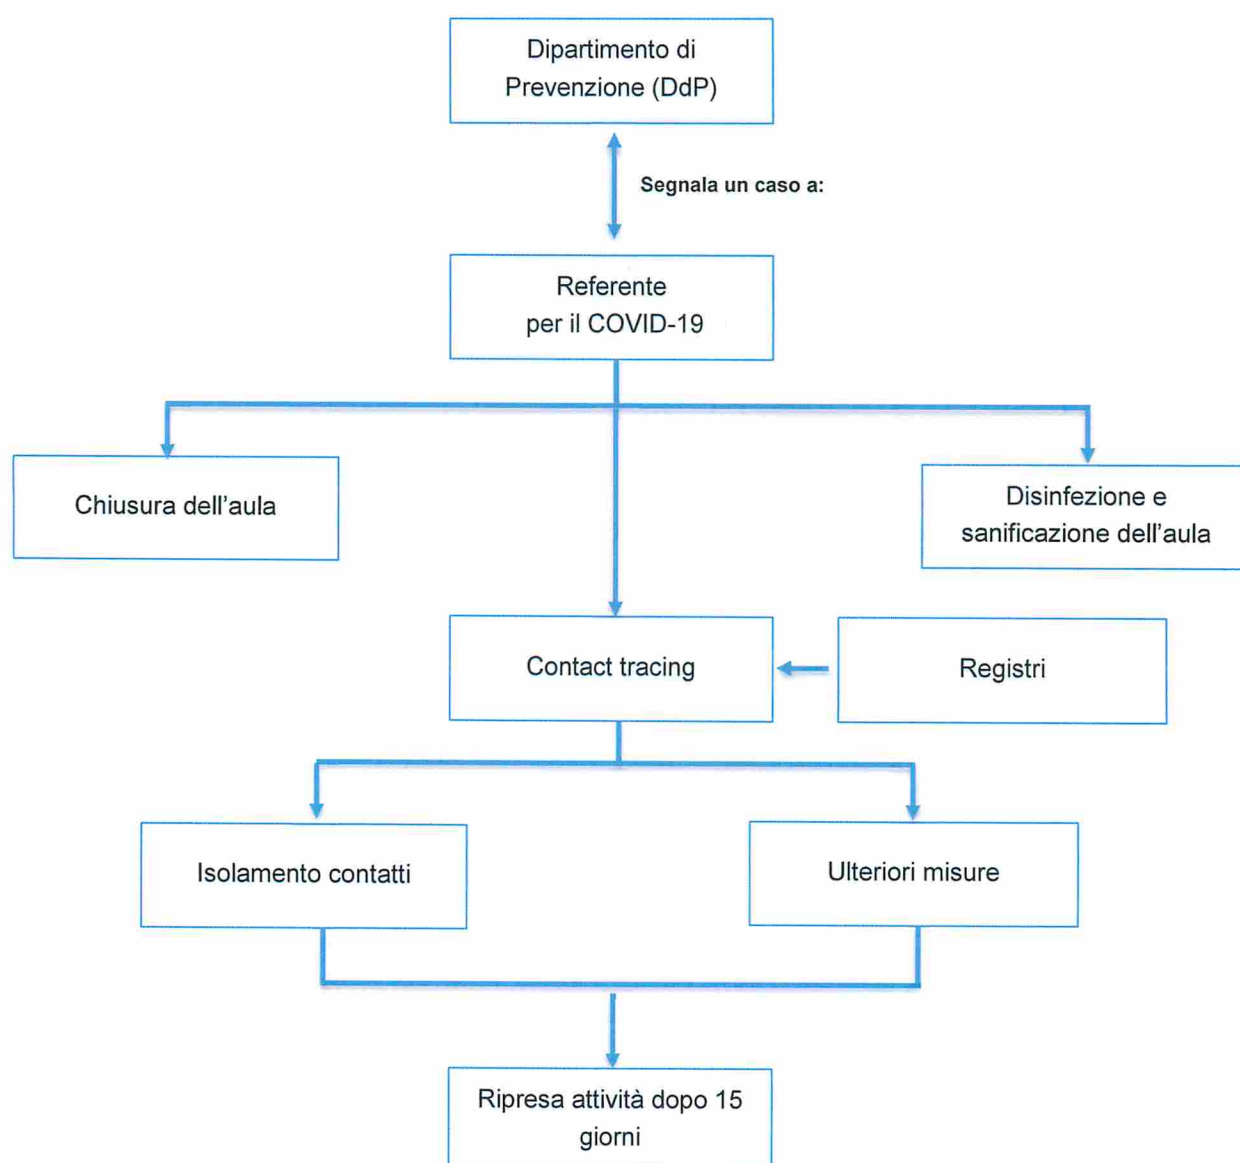 Dipartimento di
Prevenzione (DdP)
Segnala un caso a:
Referente
per il COVID-19
Chiusura dell'aula
Disinfezione e
sanificazione dell'aula
Contact tracing
Registri
Isolamento contatti
Ulteriori misure
Ripresa attività dopo 15
giorni